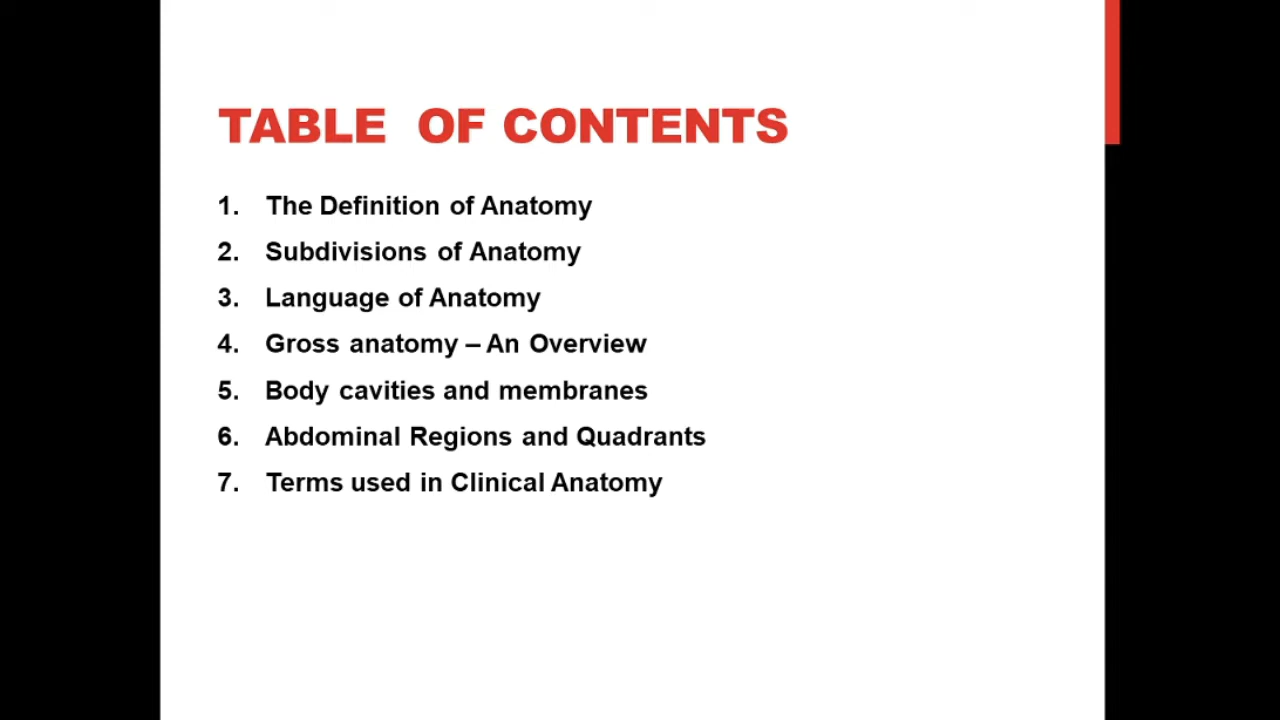 TABLE OF CONTENTS
1. The Definition of Anatomy
2. Subdivisions of Anatomy
3. Language of Anatomy
4. Gross anatomy – An Overview
5. Body cavities and membranes
6. Abdominal Regions and Quadrants
7. Terms used in Clinical Anatomy